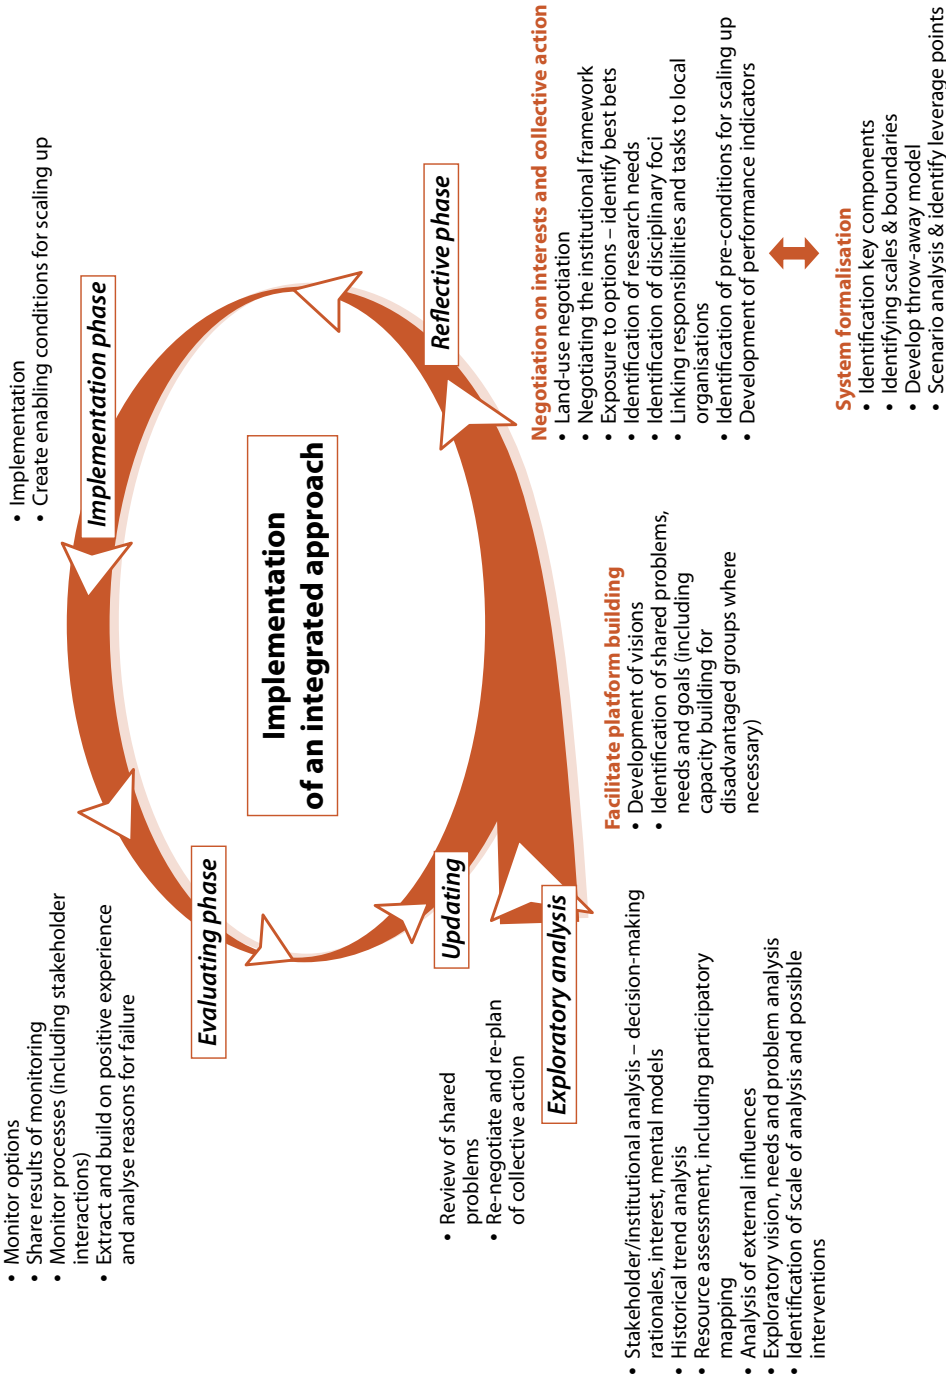 • Monitor options
• Share results of monitoring
• Monitor processes (including stakeholder
interactions)
• Extract and build on positive experience
and analyse reasons for failure
• Implementation
• Create enabling conditions for scaling up
Implementation phase
Evaluating phase
Implementation
of an integrated approach
Reflective phase
Updating
• Review of shared
problems
• Re-negotiate and re-plan
of collective action
Exploratory analysis
• Stakeholder/institutional analysis – decision-making
rationales, interest, mental models
• Historical trend analysis
• Resource assessment, including participatory
mapping
• Analysis of external influences
• Exploratory vision, needs and problem analysis
• Identification of scale of analysis and possible
interventions
Facilitate platform building
• Development of visions
• Identification of shared problems,
needs and goals (including
capacity building for
disadvantaged groups where
necessary)
Negotiation on interests and collective action
• Land-use negotiation
• Negotiating the institutional framework
• Exposure to options – identify best bets
• Identification of research needs
• Identification of disciplinary foci
• Linking responsibilities and tasks to local
organisations
• Identification of pre-conditions for scaling up
• Development of performance indicators
System formalisation
• Identification key components
• Identifying scales & boundaries
• Develop throw-away model
• Scenario analysis & identify leverage points